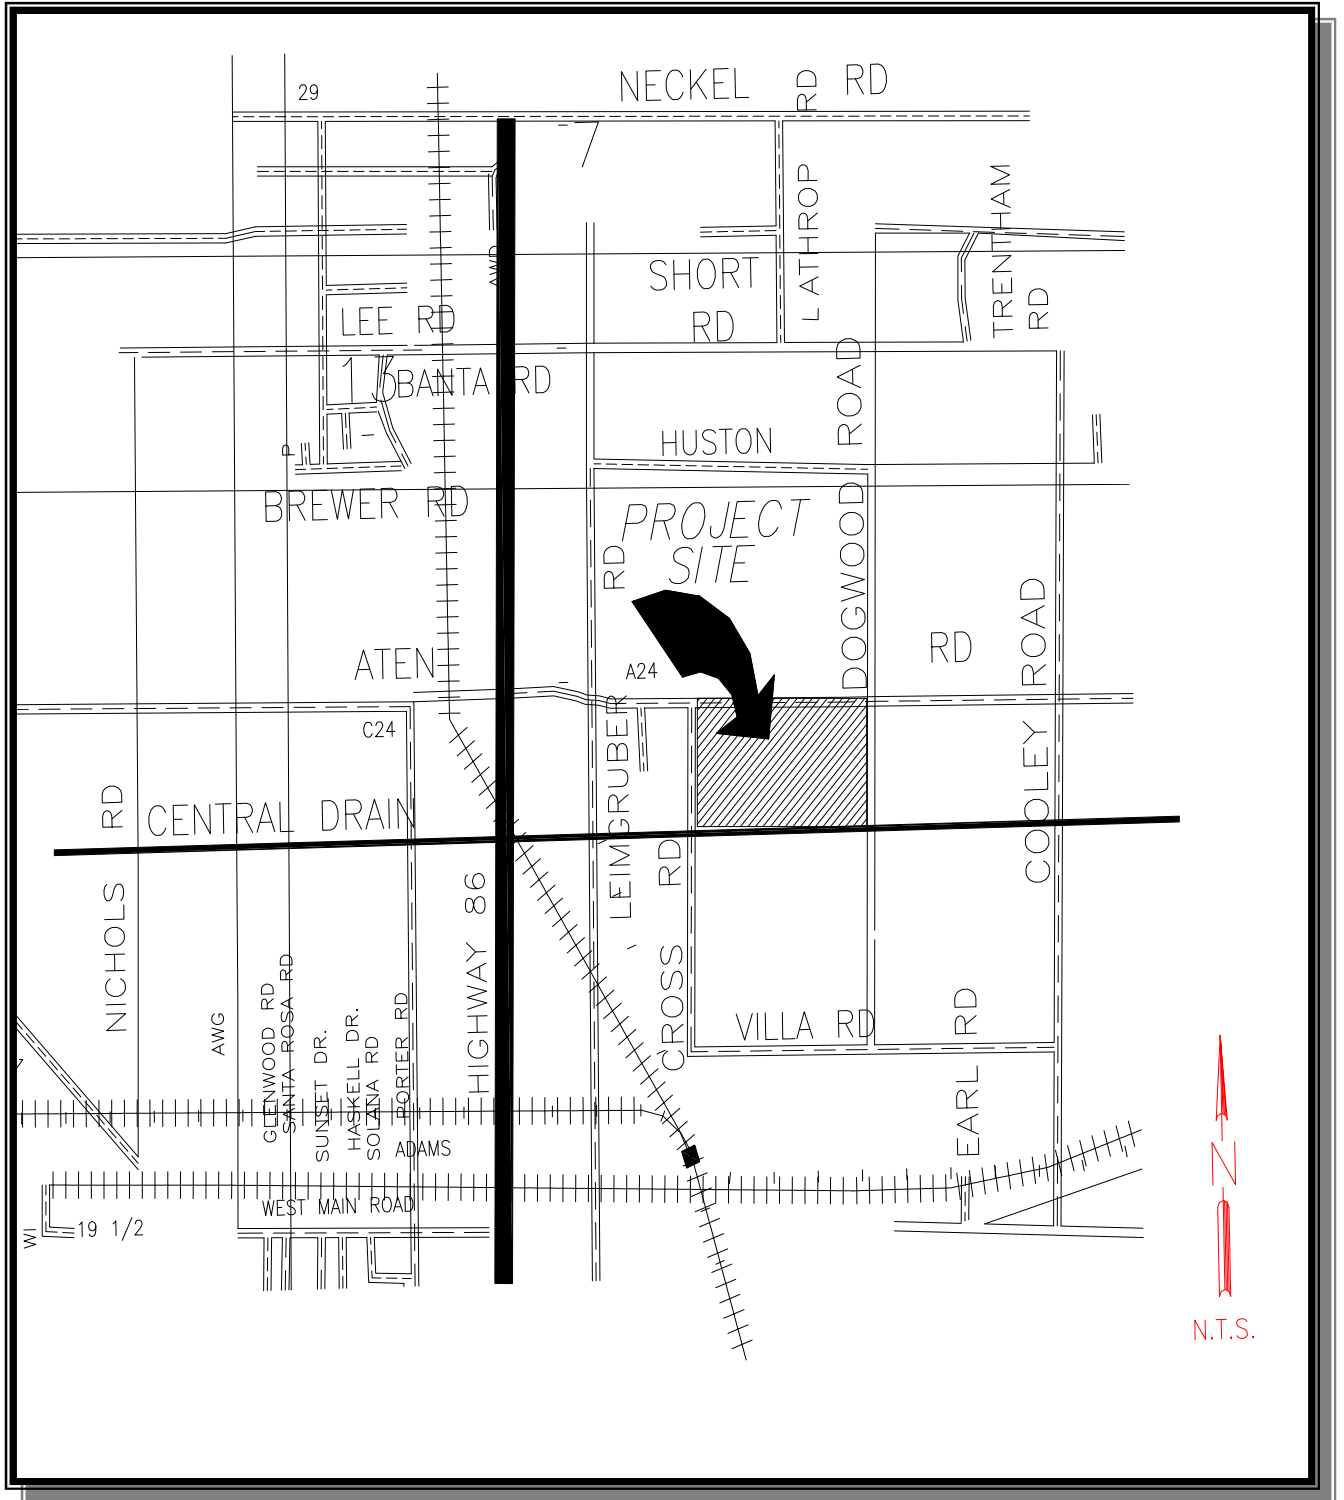 NECKEL RD
29
LATHROP RD
TRENTHAM
RD
AWD
SHORT
RD
LEE RD
15
BANTA RD
HUSTON
P
BREWER RD
PROJECT
SITE
DOGWOOD ROAD
ATEN RD
A24
C24
LEIMGRUBER RD
COOLEY ROAD
CENTRAL DRAIN
NICHOLS RD
HIGHWAY 86
CROSS RD
VILLA RD
EARL RD
AWG
GLENWOOD RD
SANTA ROSA RD
SUNSET DR.
HASKELL DR.
SOLANA RD
PORTER RD
ADAMS
WEST MAIN ROAD
WI
19 1/2
N
N.T.S.